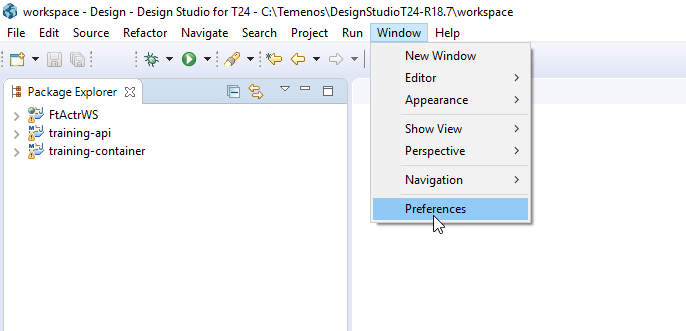 workspace - Design - Design Studio for T24 - C:\Temenos\DesignStudioT24-R18.7\workspace
File Edit Source Refactor Navigate Search Project Run Window Help
New Window
Editor
Appearance
Show View
Perspective
Navigation
Preferences
Package Explorer
FtActrWS
training-api
training-container